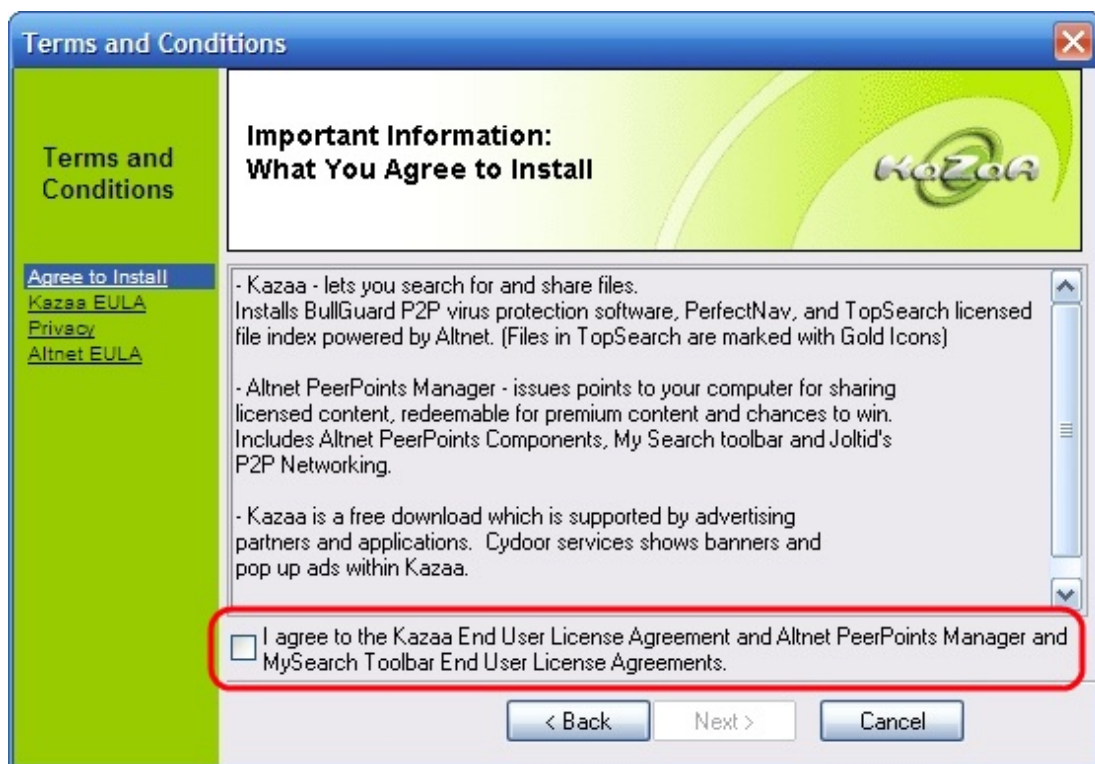 Terms and Conditions
Terms and
Conditions
Agree to Install
Kazaa EULA
Privacy
Altnet EULA
Important Information:
What You Agree to Install
KaZaA
- Kazaa - lets you search for and share files.
Installs BullGuard P2P virus protection software, PerfectNav, and TopSearch licensed
file index powered by Altnet. (Files in TopSearch are marked with Gold Icons)
- Altnet PeerPoints Manager - issues points to your computer for sharing
licensed content, redeemable for premium content and chances to win.
Includes Altnet PeerPoints Components, My Search toolbar and Joltid's
P2P Networking.
- Kazaa is a free download which is supported by advertising
partners and applications.  Cydoor services shows banners and
pop up ads within Kazaa.
I agree to the Kazaa End User License Agreement and Altnet PeerPoints Manager and
MySearch Toolbar End User License Agreements.
< Back
Next >
Cancel